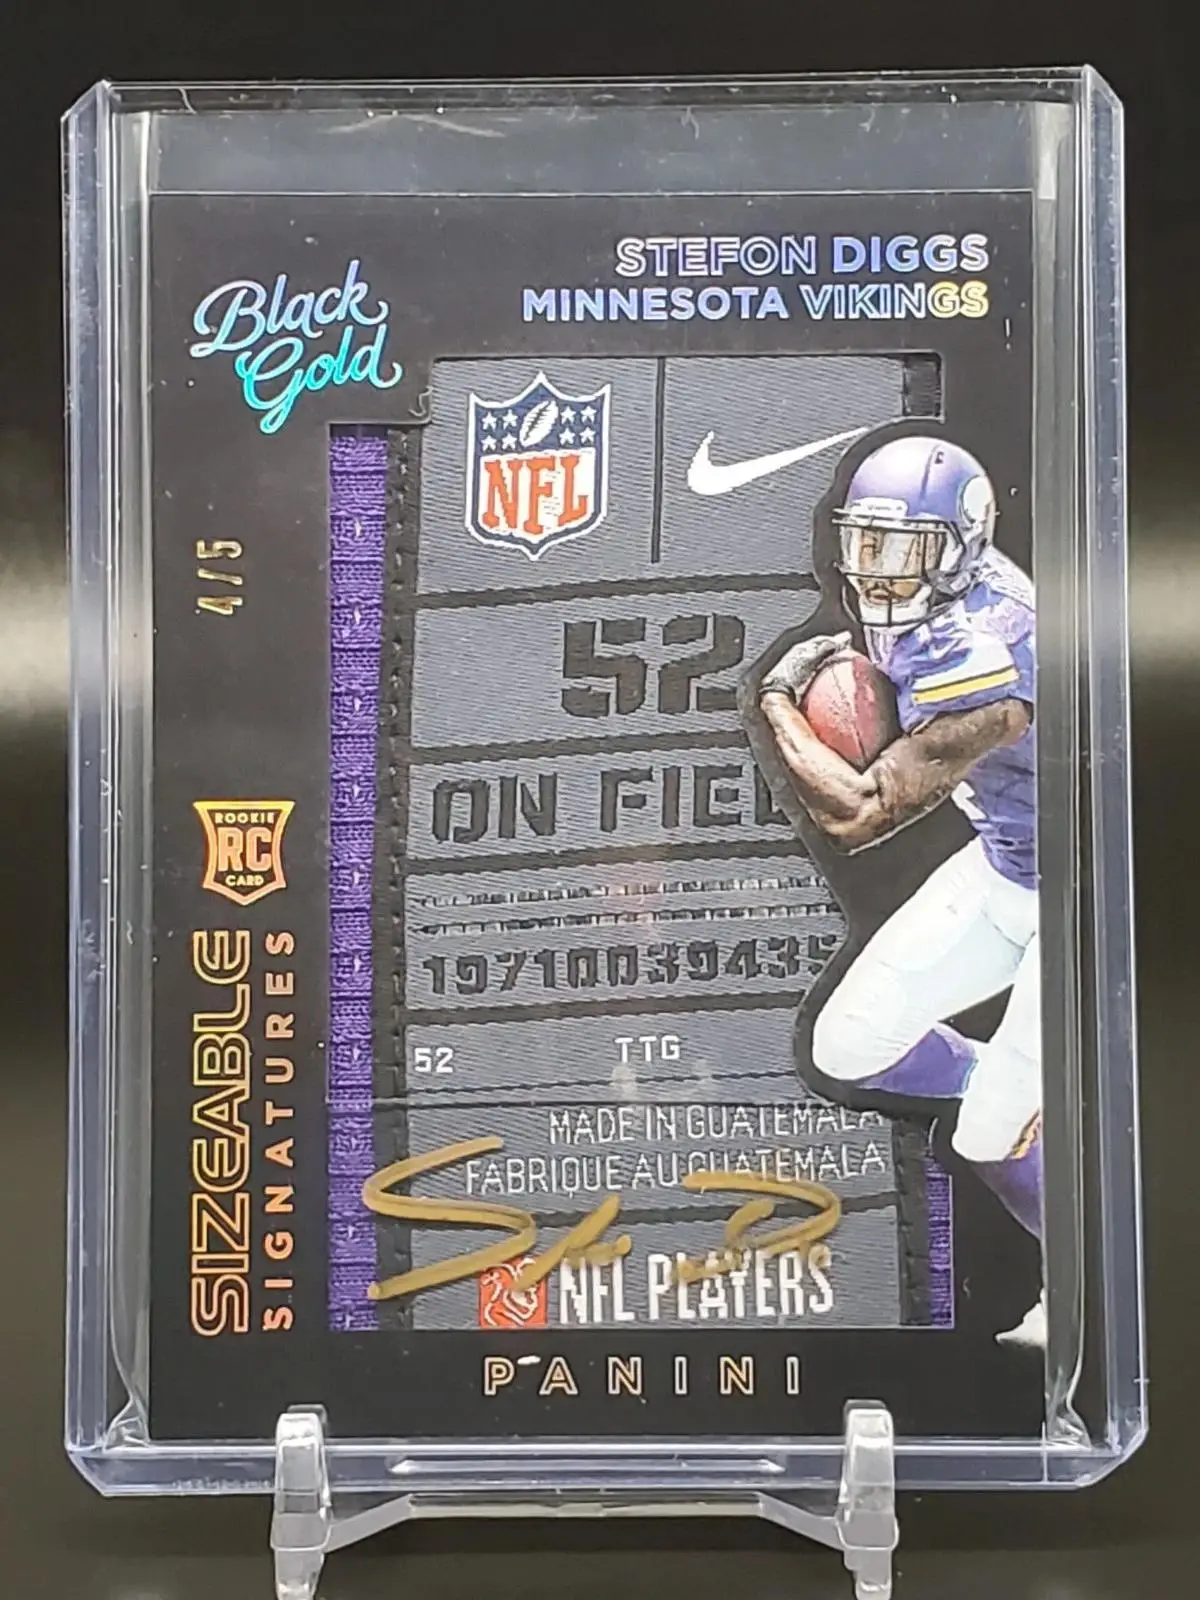 STEFON DIGGS
MINNESOTA VIKINGS
Black
Gold
NFL
4/5
52
ON FIEL
ROOKIE
RC
CARD
19710039435
52 TTG
SIZEABLE
SIGNATURES
MADE IN GUATEMALA
FABRIQUE AU GUATEMALA
NFL PLAYERS
PANINI